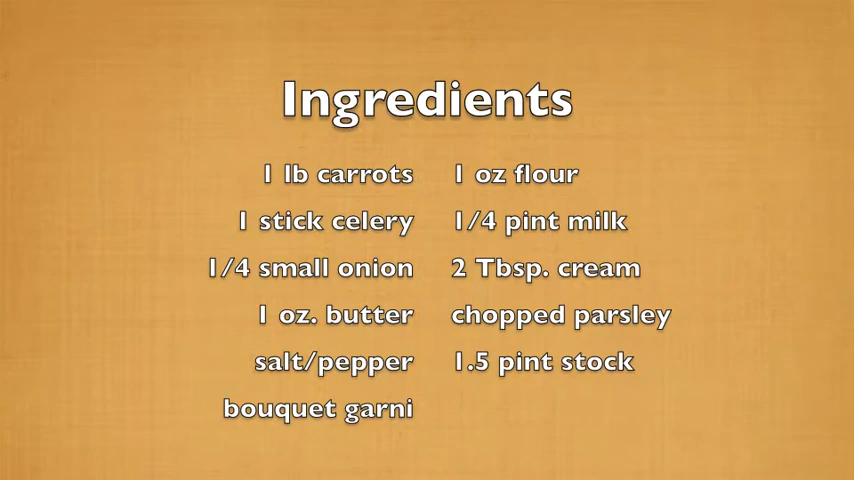 Ingredients
1 lb carrots
1 stick celery
1/4 small onion
1 oz. butter
salt/pepper
bouquet garni
1 oz flour
1/4 pint milk
2 Tbsp. cream
chopped parsley
1.5 pint stock